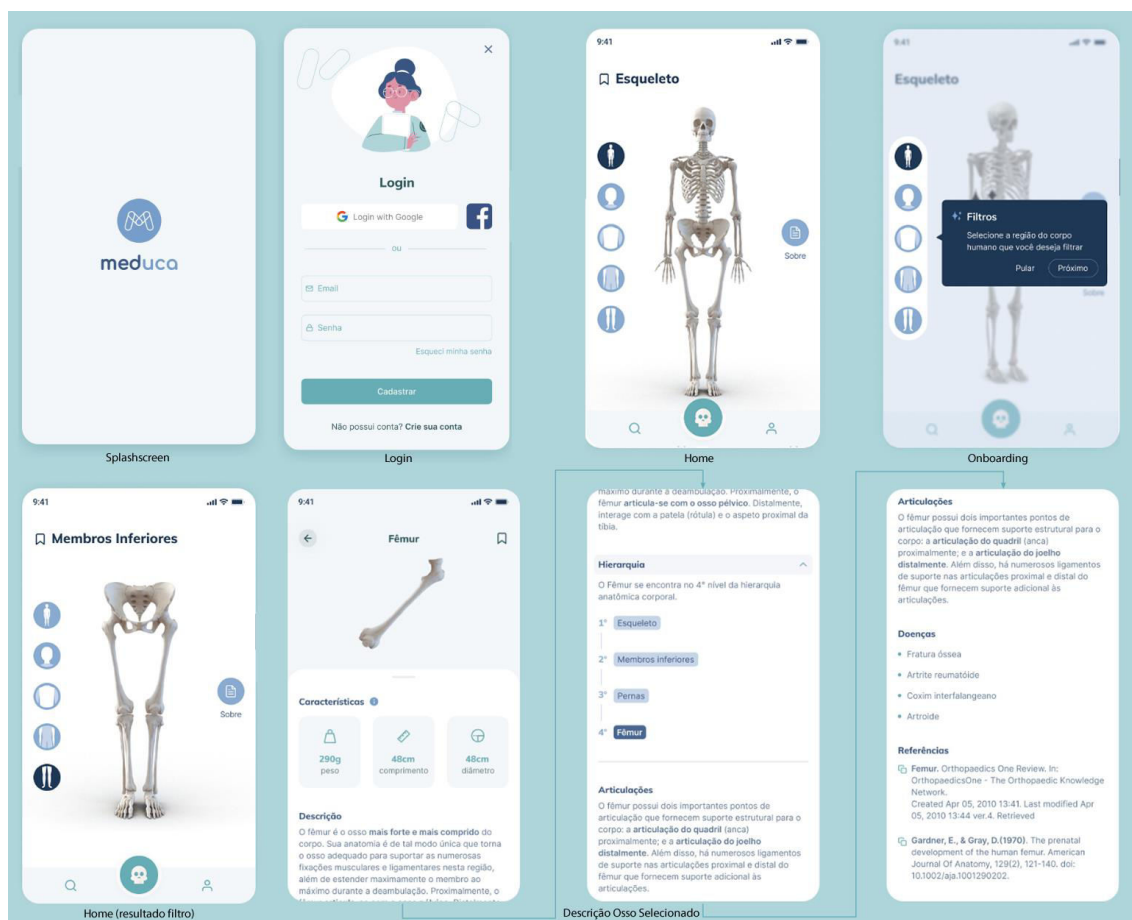 meduca
Splashscreen
Login
Login with Google
ou
Email
Senha
Esqueci minha senha
Cadastrar
Não possui conta? Crie sua conta
Login
9:41
Esqueleto
Sobre
Home
9:41
Esqueleto
Filtros
Selecione a região do corpo
humano que você deseja filtrar
Pular
Próximo
Sobre
Onboarding
9:41
Membros Inferiores
Sobre
Home (resultado filtro)
9:41
Fêmur
Características
290g
peso
48cm
comprimento
48cm
diâmetro
Descrição
O fêmur é o osso mais forte e mais comprido do
corpo. Sua anatomia é de tal modo única que torna
o osso adequado para suportar as numerosas
fixações musculares e ligamentares nesta região,
além de estender maximamente o membro ao
máximo durante a deambulação. Proximalmente, o
máximo durante a deambulação. Proximalmente, o
fêmur articula-se com o osso pélvico. Distalmente,
interage com a patela (rótula) e o aspeto proximal da
tíbia.
Hierarquia
O Fêmur se encontra no 4° nível da hierarquia
anatômica corporal.
1° Esqueleto
2° Membros inferiores
3° Pernas
4° Fêmur
Articulações
O fêmur possui dois importantes pontos de
articulação que fornecem suporte estrutural para o
corpo: a articulação do quadril (anca)
proximalmente; e a articulação do joelho
distalmente. Além disso, há numerosos ligamentos
de suporte nas articulações proximal e distal do
fêmur que fornecem suporte adicional às
articulações.
Articulações
O fêmur possui dois importantes pontos de
articulação que fornecem suporte estrutural para o
corpo: a articulação do quadril (anca)
proximalmente; e a articulação do joelho
distalmente. Além disso, há numerosos ligamentos
de suporte nas articulações proximal e distal do
fêmur que fornecem suporte adicional às
articulações.
Doenças
Fratura óssea
Artrite reumatóide
Coxim interfalangeano
Artroide
Referências
Femur. Orthopaedics One Review. In:
OrthopaedicsOne - The Orthopaedic Knowledge
Network.
Created Apr 05, 2010 13:41. Last modified Apr
05, 2010 13:44 ver.4. Retrieved
Gardner, E., & Gray, D.(1970). The prenatal
development of the human femur. American
Journal Of Anatomy, 129(2), 121-140. doi:
10.1002/aja.1001290202.
Descrição Osso Selecionado